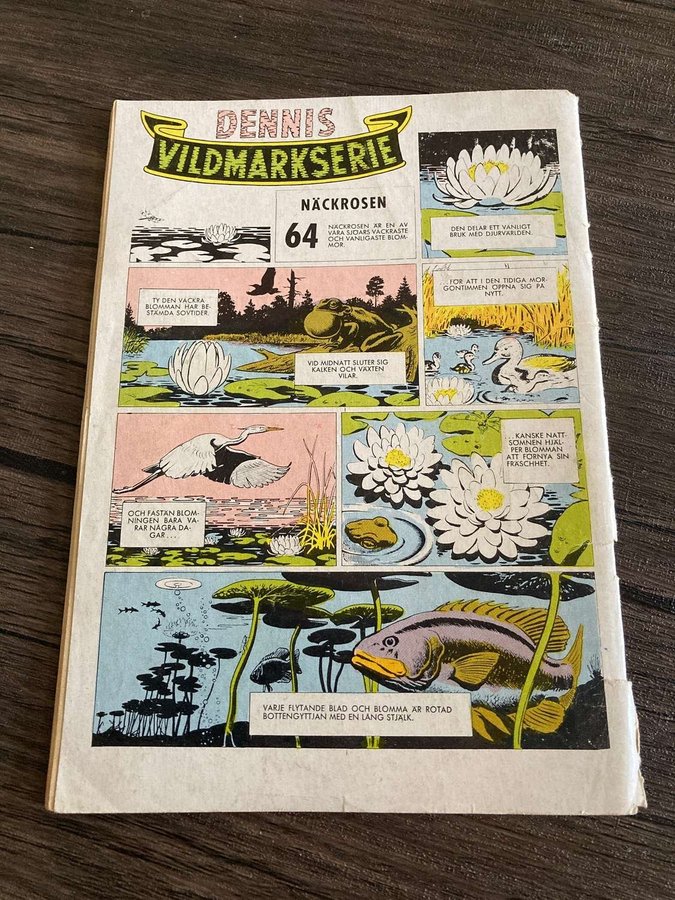 DENNIS
VILDMARKSERIE
NÄCKROSEN
64
NÄCKROSEN ÄR EN AV
VÅRA SJÖARS VACKRASTE
OCH VANLIGASTE BLOM-
MOR.
DEN DELAR ETT VANLIGT
BRUK MED DJURVÄRLDEN.
TY DEN VACKRA
BLOMMAN HAR BE-
STÄMDA SOVTIDER.
VID MIDNATT SLUTER SIG
KALKEN OCH VÄXTEN
VILAR.
FÖR ATT I DEN TIDIGA MOR-
GONTIMMEN ÖPPNA SIG PÅ
NYTT.
OCH FASTÄN BLOM-
NINGEN BARA VA-
RAR NÅGRA DA-
GAR . . .
. . . KANSKE NATT-
SÖMNEN HJÄL-
PER BLOMMAN
ATT FÖRNYA SIN
FRÄSCHHET.
VARJE FLYTANDE BLAD OCH BLOMMA ÄR ROTAD
BOTTENGYTTJAN MED EN LÅNG STJÄLK.